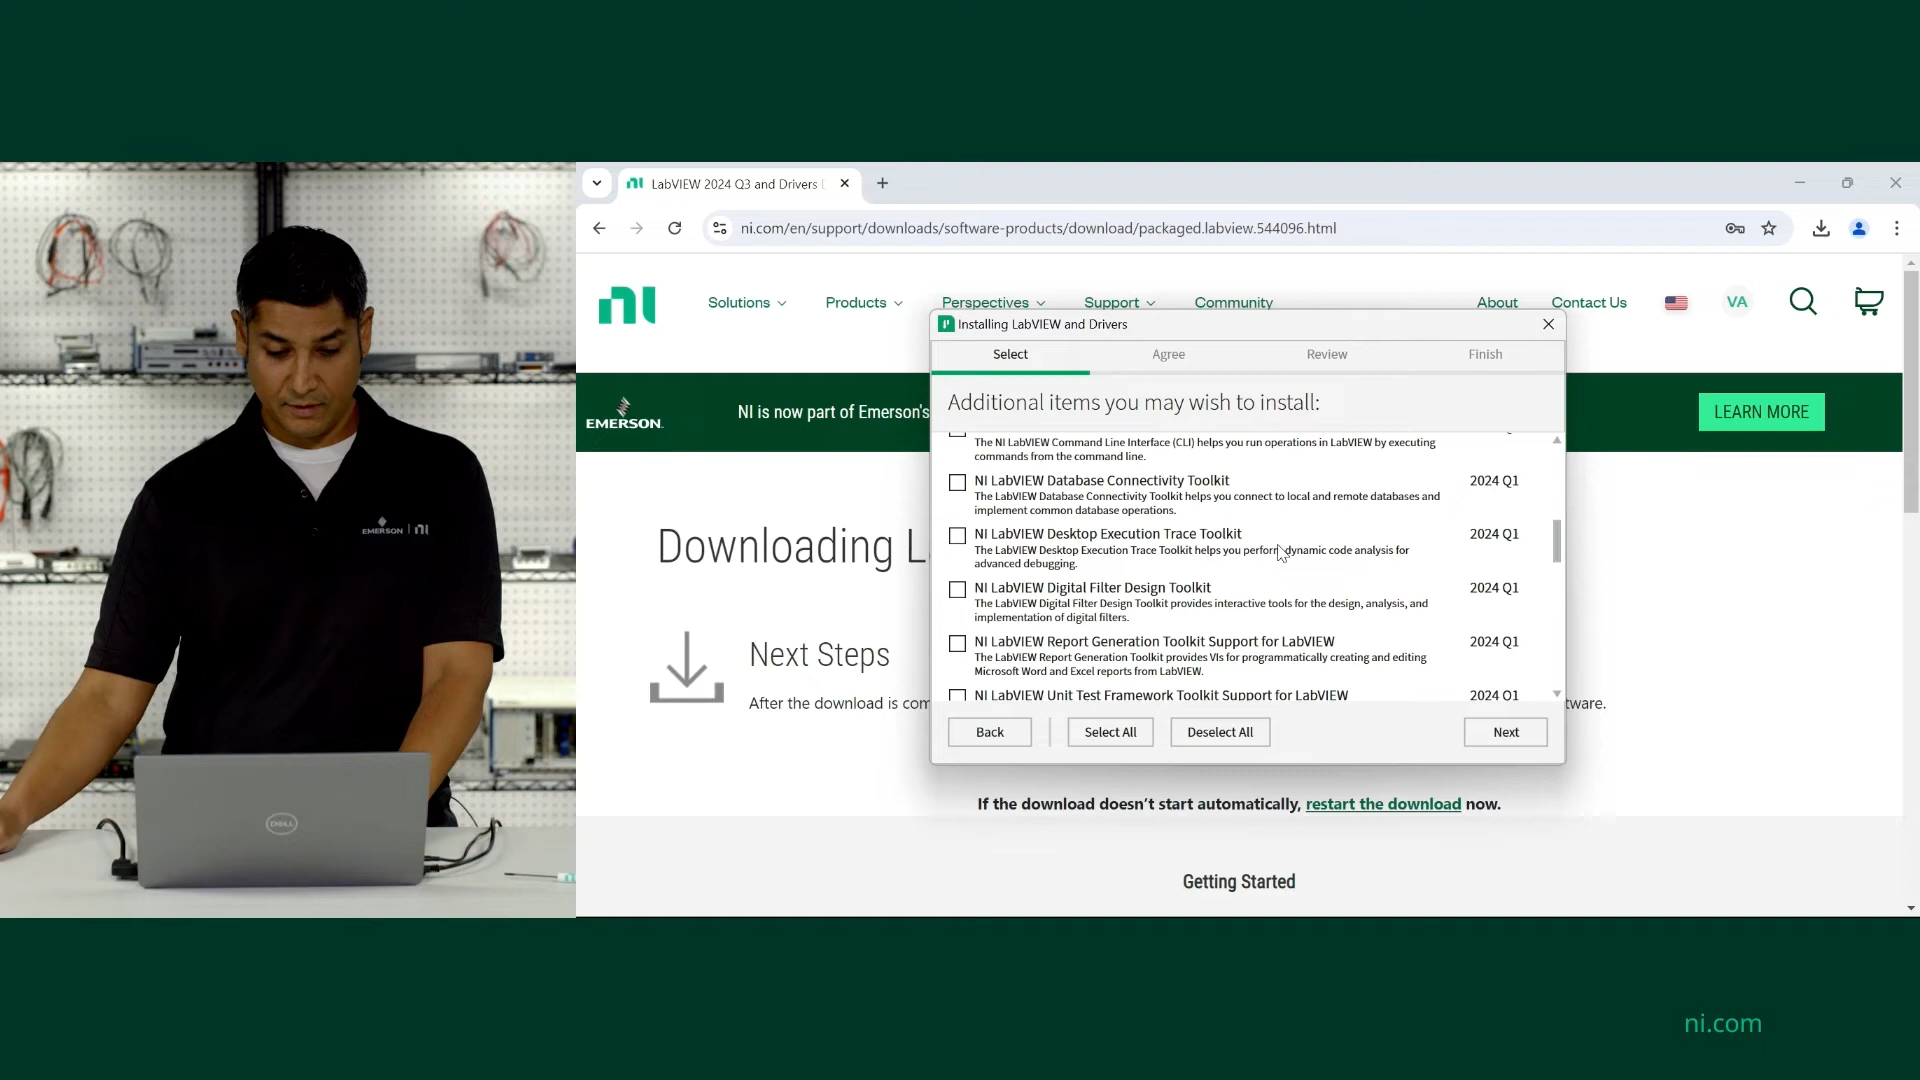 LabVIEW 2024 Q3 and Drivers
ni.com/en/support/downloads/software-products/download/packaged.labview.544096.html
Solutions
Products
Perspectives
Support
Community
About
Contact Us
VA
Installing LabVIEW and Drivers
Select
Agree
Review
Finish
EMERSON
NI is now part of Emerson's
LEARN MORE
Additional items you may wish to install:
The NI LabVIEW Command Line Interface (CLI) helps you run operations in LabVIEW by executing
commands from the command line.
NI LabVIEW Database Connectivity Toolkit 2024 Q1
The LabVIEW Database Connectivity Toolkit helps you connect to local and remote databases and
implement common database operations.
NI LabVIEW Desktop Execution Trace Toolkit 2024 Q1
The LabVIEW Desktop Execution Trace Toolkit helps you perform dynamic code analysis for
advanced debugging.
NI LabVIEW Digital Filter Design Toolkit 2024 Q1
The LabVIEW Digital Filter Design Toolkit provides interactive tools for the design, analysis, and
implementation of digital filters.
NI LabVIEW Report Generation Toolkit Support for LabVIEW 2024 Q1
The LabVIEW Report Generation Toolkit provides VIs for programmatically creating and editing
Microsoft Word and Excel reports from LabVIEW.
NI LabVIEW Unit Test Framework Toolkit Support for LabVIEW 2024 Q1
Back
Select All
Deselect All
Next
Downloading
Next Steps
After the download is
If the download doesn't start automatically, restart the download now.
Getting Started
EMERSON ni
DELL
ni.com